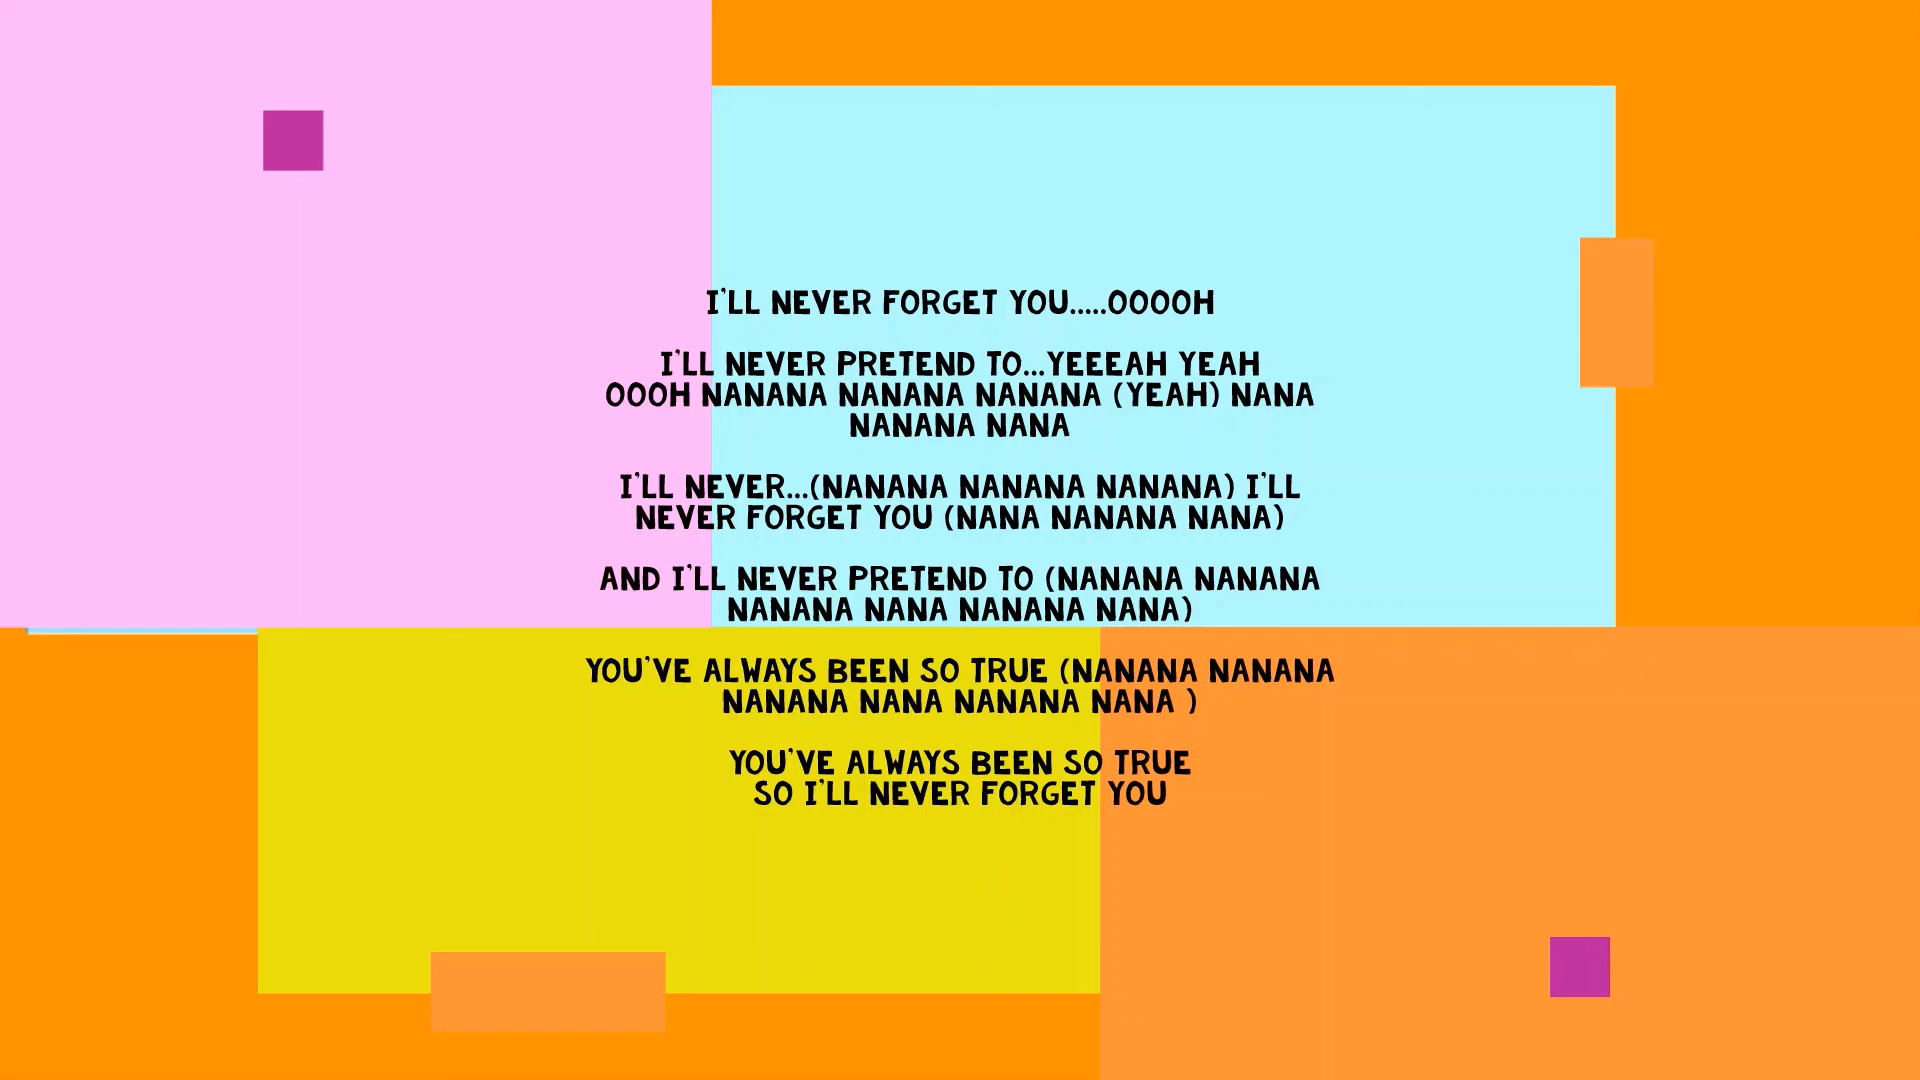 I'LL NEVER FORGET YOU.....OOOOH
I'LL NEVER PRETEND TO...YEEEAH YEAH
OOOH NANANA NANANA NANANA (YEAH) NANA
NANANA NANA
I'LL NEVER...(NANANA NANANA NANANA) I'LL
NEVER FORGET YOU (NANA NANANA NANA)
AND I'LL NEVER PRETEND TO (NANANA NANANA
NANANA NANA NANANA NANA)
YOU'VE ALWAYS BEEN SO TRUE (NANANA NANANA
NANANA NANA NANANA NANA )
YOU'VE ALWAYS BEEN SO TRUE
SO I'LL NEVER FORGET YOU